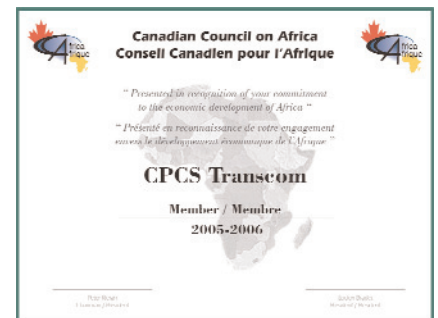 Canadian Council on Africa
Conseil Canadien pour l'Afrique
Africa
Afrique
" Presented in recognition of your commitment
to the economic development of Africa "
" Présenté en reconnaissance de votre engagement
envers le développement économique de l'Afrique "
CPCS Transcom
Member / Membre
2005-2006